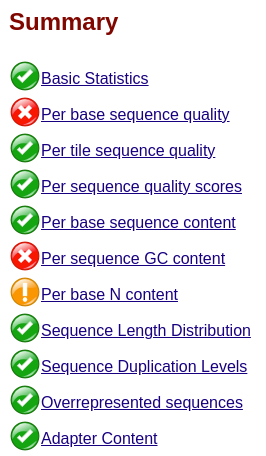 Summary
Basic Statistics
Per base sequence quality
Per tile sequence quality
Per sequence quality scores
Per base sequence content
Per sequence GC content
Per base N content
Sequence Length Distribution
Sequence Duplication Levels
Overrepresented sequences
Adapter Content